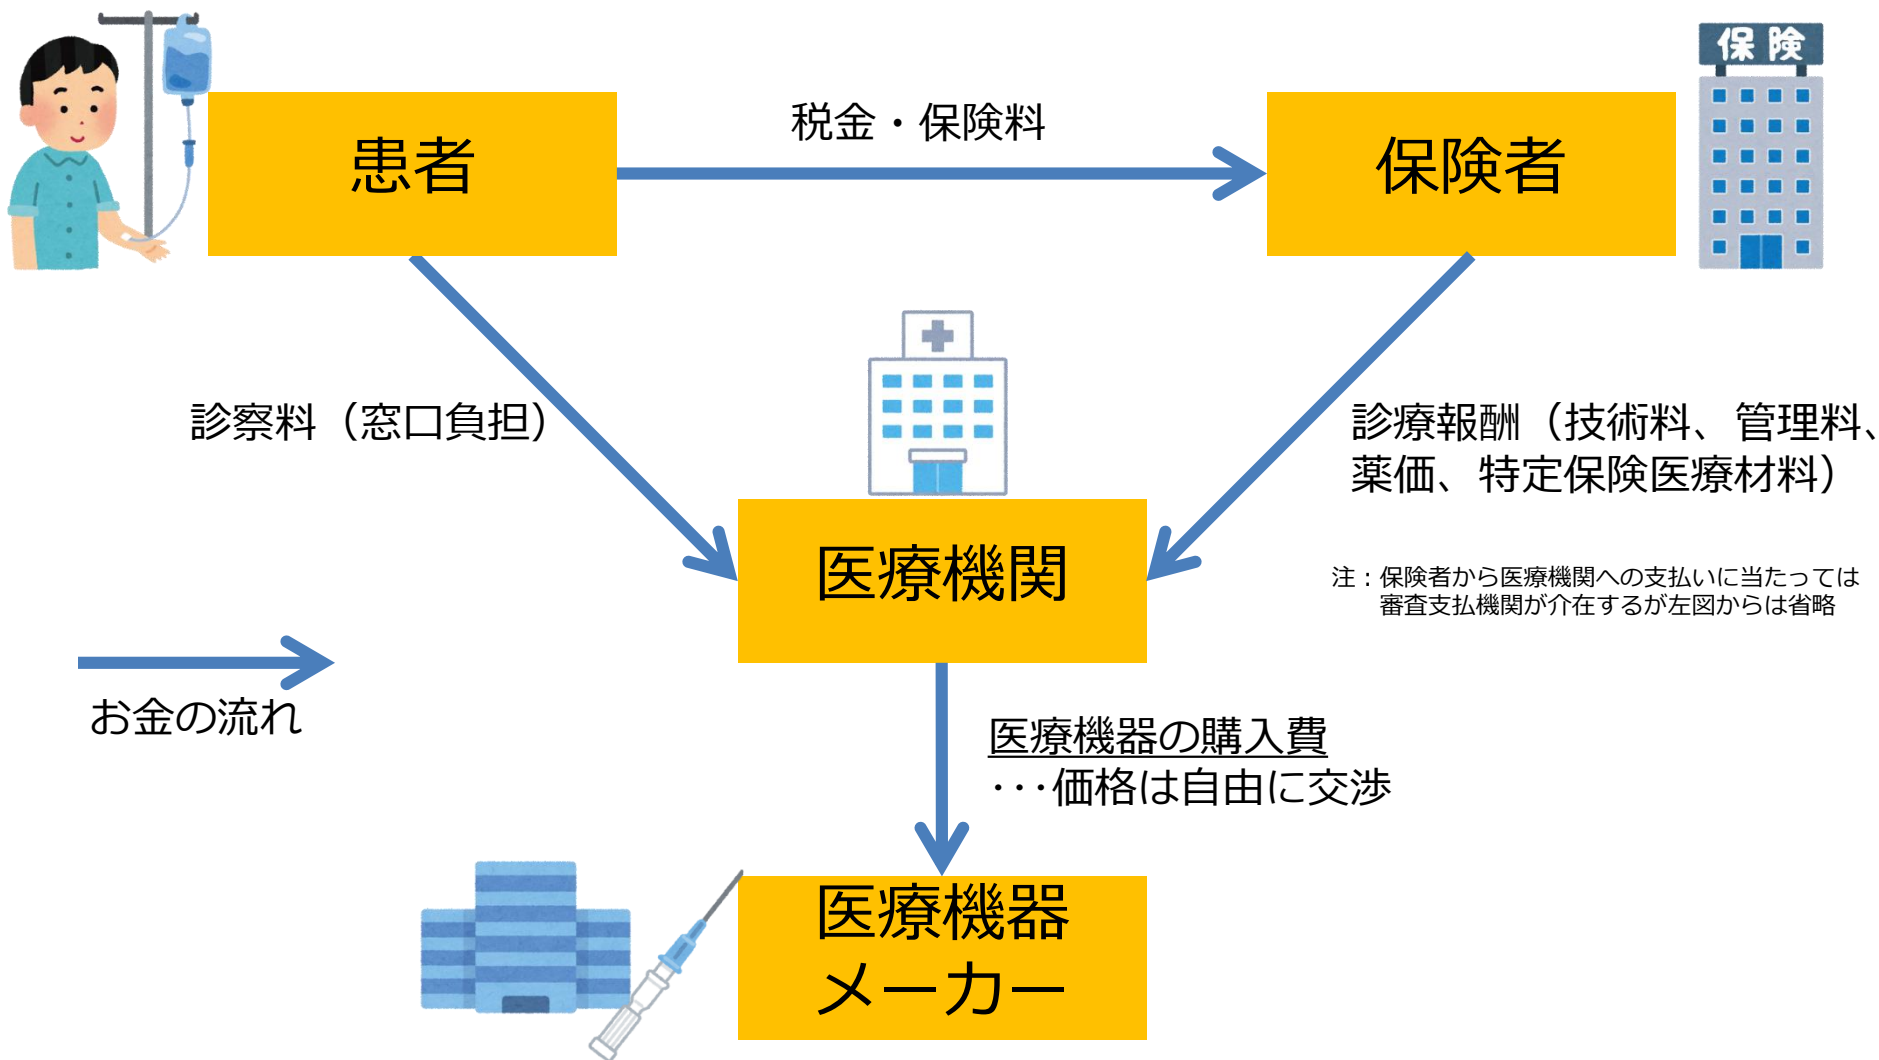 保険
患者
税金・保険料
保険者
診察料（窓口負担）
診療報酬（技術料、管理料、
薬価、特定保険医療材料）
医療機関
注：保険者から医療機関への支払いに当たっては
審査支払機関が介在するが左図からは省略
お金の流れ
医療機器の購入費
･･･価格は自由に交渉
医療機器
メーカー